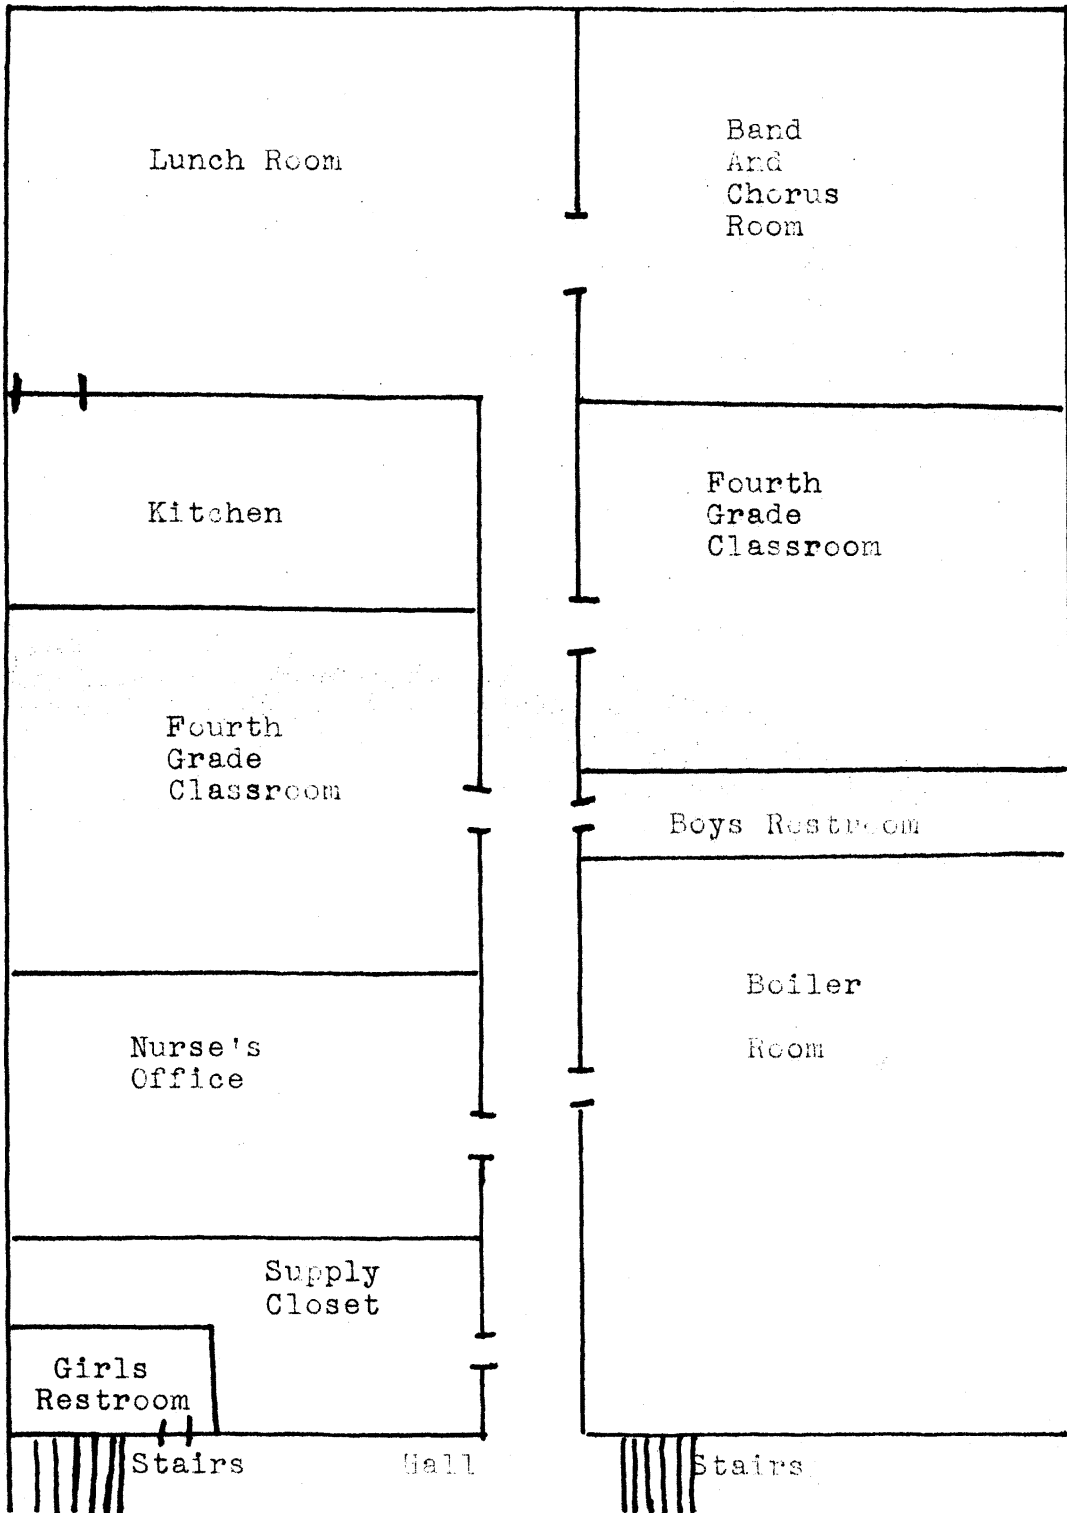 Lunch Room
Band
And
Chorus
Room
Kitchen
Fourth
Grade
Classroom
Fourth
Grade
Classroom
Boys Restroom
Nurse's
Office
Boiler
Room
Supply
Closet
Girls
Restroom
Stairs
Hall
Stairs